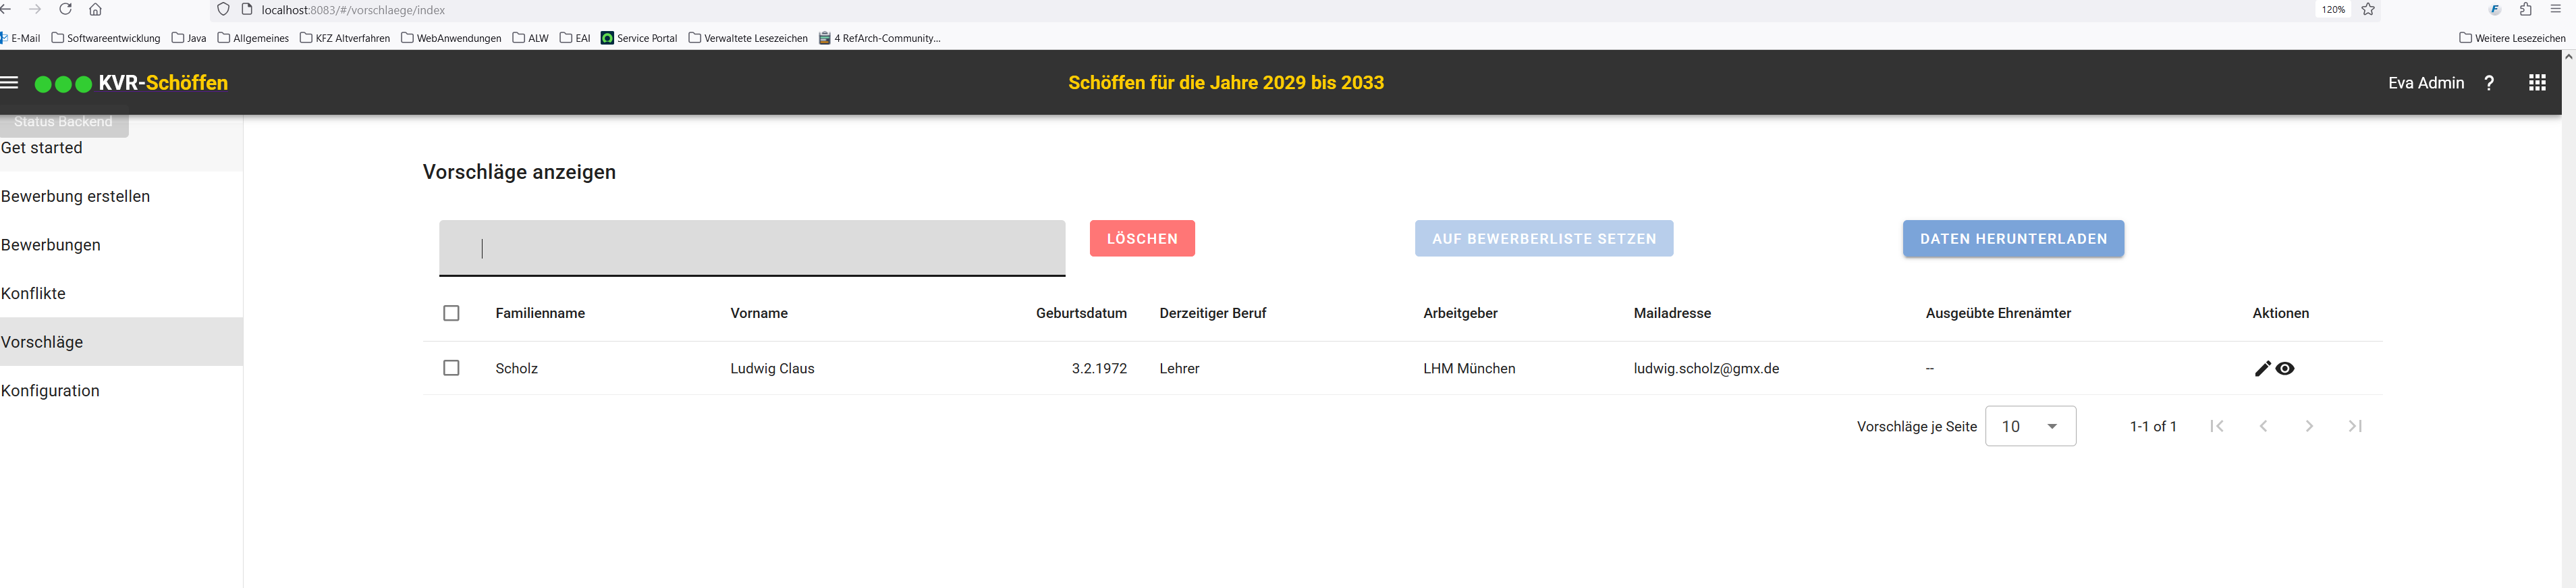 localhost:8083/#/vorschlaege/index
120%
E-Mail Softwareentwicklung Java Allgemeines KFZ Altverfahren WebAnwendungen ALW EAI Service Portal Verwaltete Lesezeichen 4 RefArch-Community... Weitere Lesezeichen
KVR-Schöffen
Schöffen für die Jahre 2029 bis 2033
Eva Admin ?
Status Backend
Get started
Bewerbung erstellen
Bewerbungen
Konflikte
Vorschläge
Konfiguration
Vorschläge anzeigen
LÖSCHEN AUF BEWERBERLISTE SETZEN DATEN HERUNTERLADEN
Familienname Vorname Geburtsdatum Derzeitiger Beruf Arbeitgeber Mailadresse Ausgeübte Ehrenämter Aktionen
Scholz Ludwig Claus 3.2.1972 Lehrer LHM München ludwig.scholz@gmx.de --
Vorschläge je Seite 10 1-1 of 1